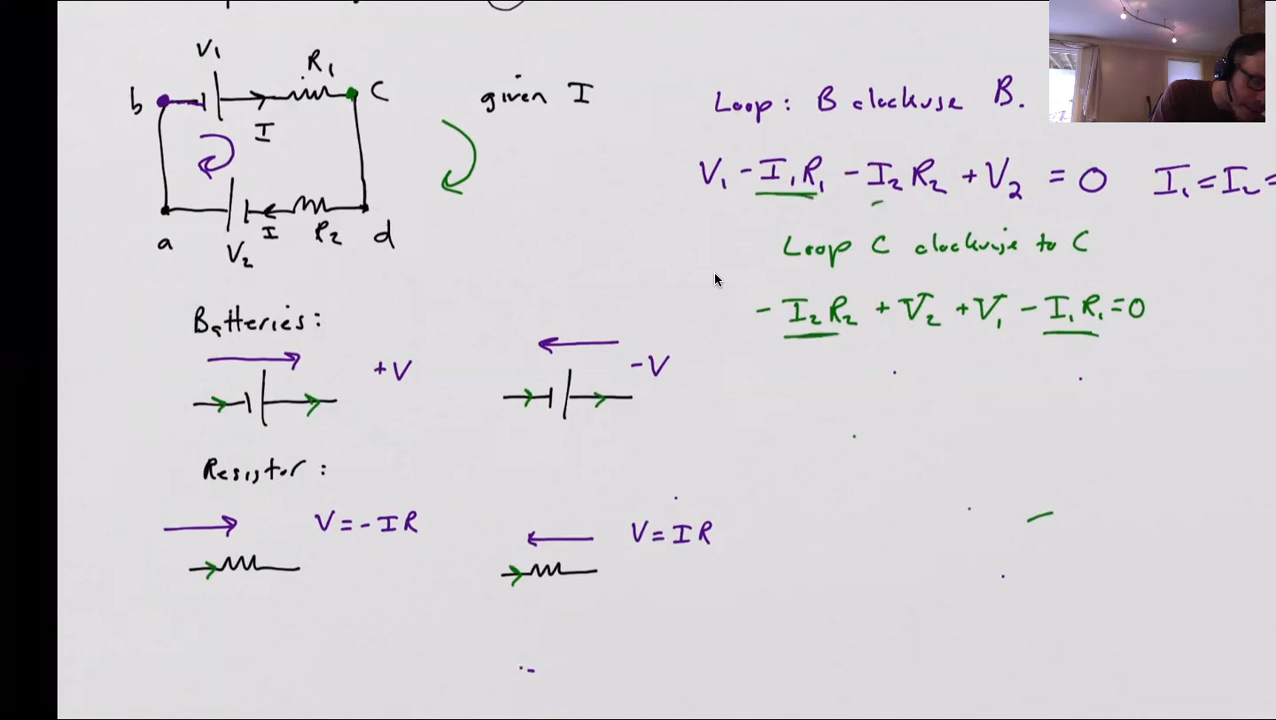 V₁
R₁
b
C
I
given I
a
V₂
I
R₂
d
Loop: B clockwise B.
V₁ - I₁R₁ - I₂R₂ + V₂ = 0 I₁=I₂=
Loop C clockwise to C
- I₂R₂ + V₂ + V₁ - I₁R₁ = 0
Batteries:
+V
-V
Resistor:
V = -IR
V = IR